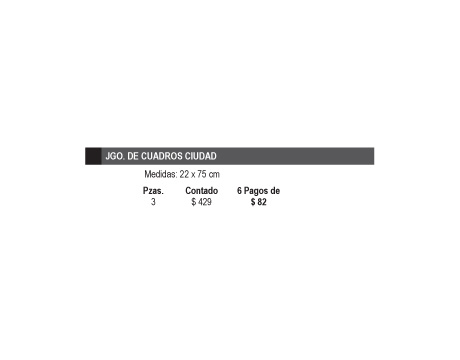 JGO. DE CUADROS CIUDAD
Medidas: 22 x 75 cm
Pzas. Contado 6 Pagos de
3 $ 429 $ 82